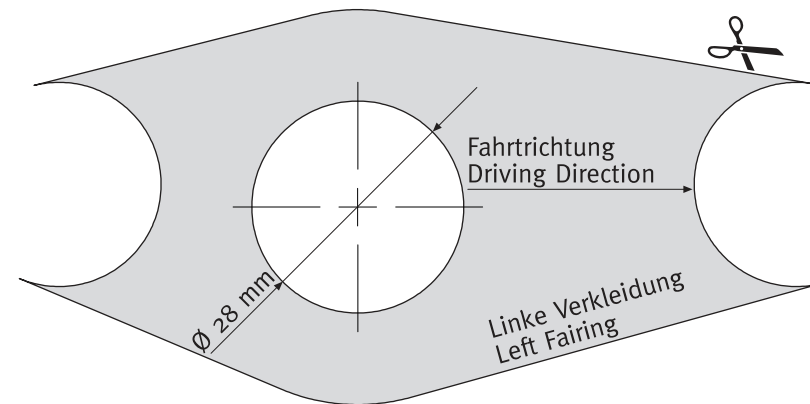 Fahrtrichtung
Driving Direction
Ø 28 mm
Linke Verkleidung
Left Fairing